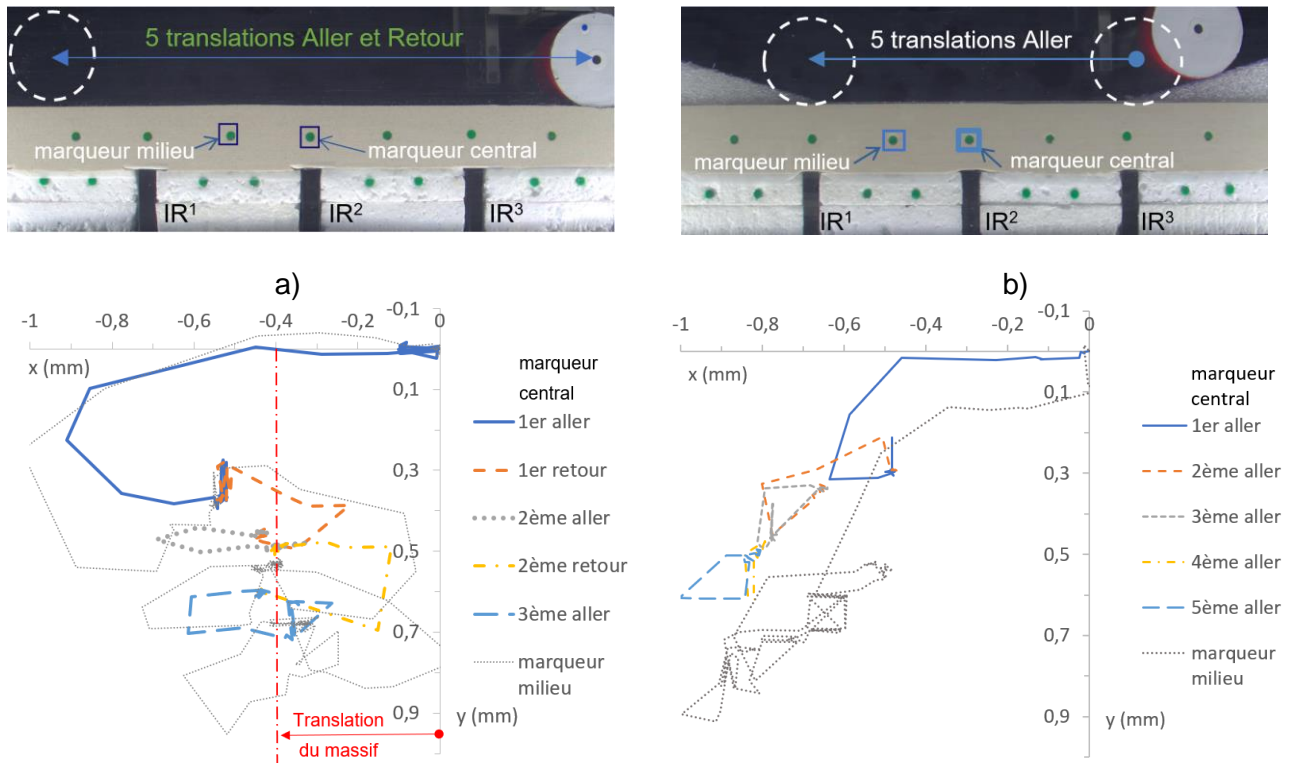 5 translations Aller et Retour
marqueur milieu
marqueur central
IR¹
IR²
IR³
5 translations Aller
marqueur milieu
marqueur central
IR¹
IR²
IR³
a)
-0,1
-1
-0,8
-0,6
-0,4
-0,2
0
x (mm)
0,1
0,3
0,5
0,7
0,9
y (mm)
Translation
du massif
marqueur
central
1er aller
1er retour
2ème aller
2ème retour
3ème aller
marqueur
milieu
b)
-0,1
-1
-0,8
-0,6
-0,4
-0,2
0
x (mm)
0,1
0,3
0,5
0,7
0,9
y (mm)
marqueur
central
1er aller
2ème aller
3ème aller
4ème aller
5ème aller
marqueur
milieu